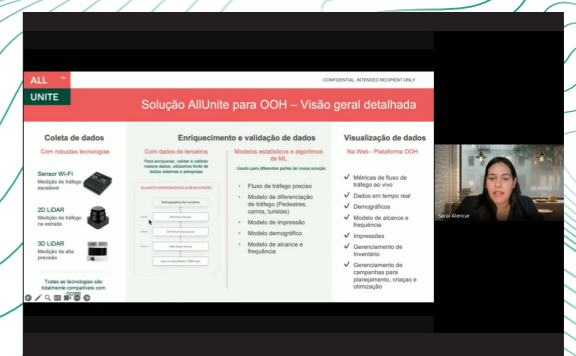 ALL ™
UNITE
CONFIDENTIAL. INTENDED RECIPIENT ONLY.
Solução AllUnite para OOH – Visão geral detalhada
Coleta de dados
Com robustas tecnologias
Sensor WI-FI
Medição de tráfego
escalável
2D LiDAR
Medição de tráfego
na estrada
3D LiDAR
Medição de alta
precisão
Todas as tecnologias são
totalmente compatíveis com
Enriquecimento e validação de dados
Com dados de terceiros
Para enriquecer, validar e calibrar
nossos dados, utilizamos fonte de
dados externas e pesquisas
Demographics for Location
Modelos estatísticos e algoritmos
de ML
Usado para diferentes partes de nossa solução
• Fluxo de tráfego preciso
• Modelo de diferenciação
de tráfego (Pedestres,
carros, turistas)
• Modelo de impressão
• Modelo demográfico
• Modelo de alcance e
frequência
Visualização de dados
Na Web - Plataforma OOH
✓ Métricas de fluxo de
tráfego ao vivo
✓ Dados em tempo real
✓ Demográficos
✓ Modelo de alcance e
frequência
✓ Impressões
✓ Gerenciamento de
Inventário
✓ Gerenciamento de
campanhas para
planejamento, criaçao e
otimização
Sarai Alencar